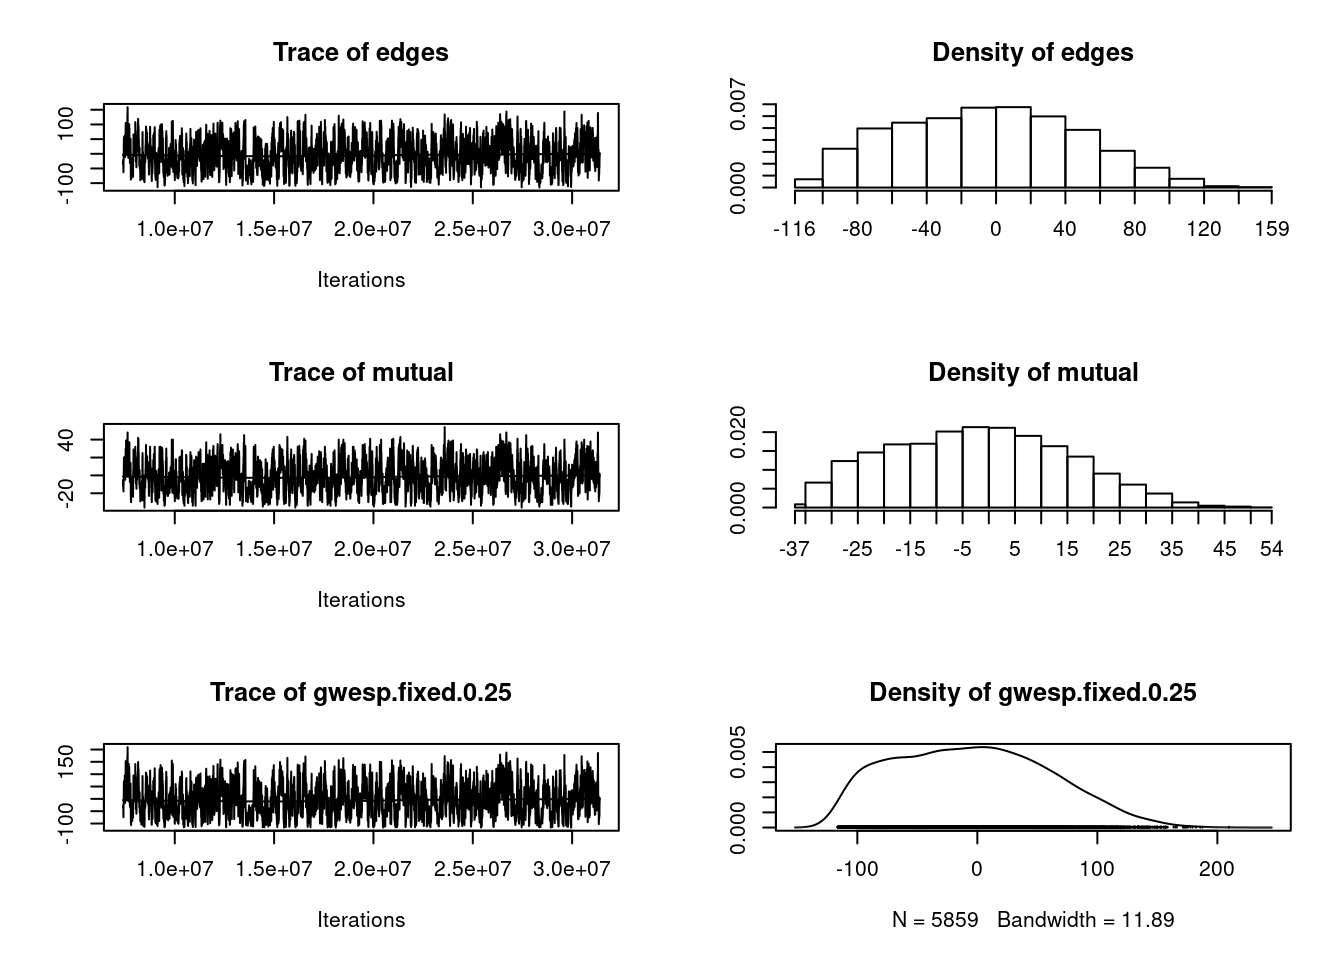 Trace of edges
100
-100
1.0e+07 1.5e+07 2.0e+07 2.5e+07 3.0e+07
Iterations
Density of edges
0.007
0.000
-116 -80 -40 0 40 80 120 159
Trace of mutual
40
-20
1.0e+07 1.5e+07 2.0e+07 2.5e+07 3.0e+07
Iterations
Density of mutual
0.020
0.000
-37 -25 -15 -5 5 15 25 35 45 54
Trace of gwesp.fixed.0.25
150
-100
1.0e+07 1.5e+07 2.0e+07 2.5e+07 3.0e+07
Iterations
Density of gwesp.fixed.0.25
0.005
0.000
-100 0 100 200
N = 5859 Bandwidth = 11.89